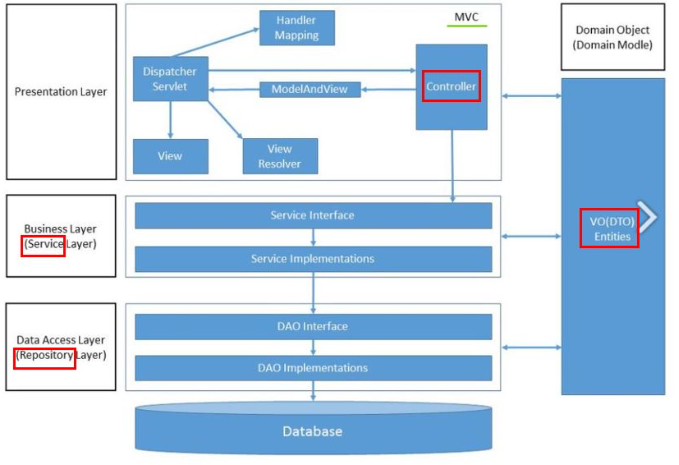 MVC
Handler
Mapping
Domain Object
(Domain Modle)
Presentation Layer
Dispatcher
Servlet
ModelAndView
Controller
View
View
Resolver
Business Layer
(Service Layer)
Service Interface
Service Implementations
VO(DTO)
Entities
Data Access Layer
(Repository Layer)
DAO Interface
DAO Implementations
Database